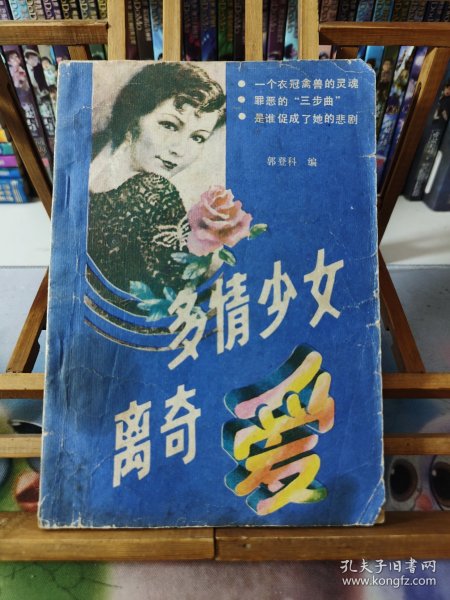 • 一个衣冠禽兽的灵魂
• 罪恶的“三步曲”
• 是谁促成了她的悲剧
郭登科 编
多情少女
离奇爱
孔夫子旧书网
www.kongfz.com